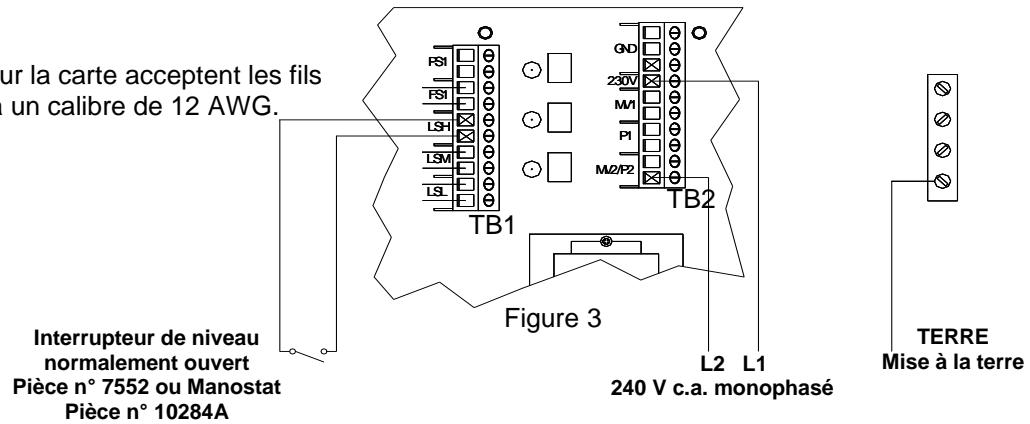 ur la carte acceptent les fils
à un calibre de 12 AWG.
FS1
FS1
LSH
LSM
LSL
TB1
GND
230V
MV1
P1
MV2/P2
TB2
Figure 3
Interrupteur de niveau
normalement ouvert
Pièce n° 7552 ou Manostat
Pièce n° 10284A
L2 L1
240 V c.a. monophasé
TERRE
Mise à la terre